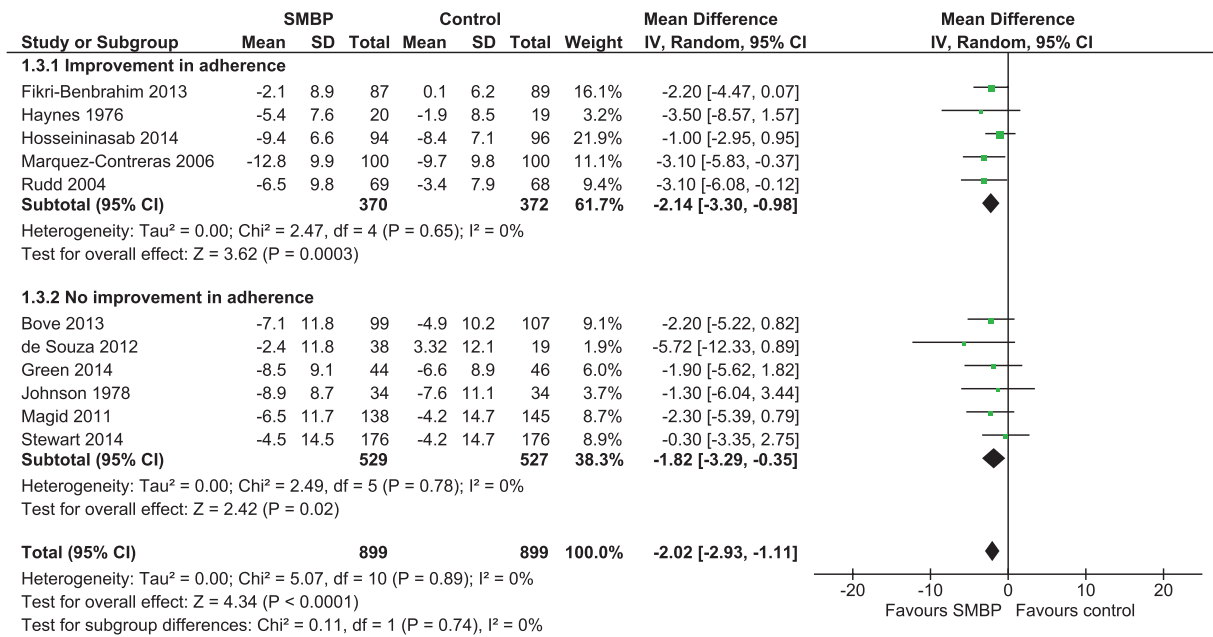 SMBP Control Mean Difference Mean Difference
Study or Subgroup Mean SD Total Mean SD Total Weight IV, Random, 95% CI IV, Random, 95% CI
1.3.1 Improvement in adherence
Fikri-Benbrahim 2013 -2.1 8.9 87 0.1 6.2 89 16.1% -2.20 [-4.47, 0.07]
Haynes 1976 -5.4 7.6 20 -1.9 8.5 19 3.2% -3.50 [-8.57, 1.57]
Hosseininasab 2014 -9.4 6.6 94 -8.4 7.1 96 21.9% -1.00 [-2.95, 0.95]
Marquez-Contreras 2006 -12.8 9.9 100 -9.7 9.8 100 11.1% -3.10 [-5.83, -0.37]
Rudd 2004 -6.5 9.8 69 -3.4 7.9 68 9.4% -3.10 [-6.08, -0.12]
Subtotal (95% CI) 370 372 61.7% -2.14 [-3.30, -0.98]
Heterogeneity: Tau² = 0.00; Chi² = 2.47, df = 4 (P = 0.65); I² = 0%
Test for overall effect: Z = 3.62 (P = 0.0003)
1.3.2 No improvement in adherence
Bove 2013 -7.1 11.8 99 -4.9 10.2 107 9.1% -2.20 [-5.22, 0.82]
de Souza 2012 -2.4 11.8 38 3.32 12.1 19 1.9% -5.72 [-12.33, 0.89]
Green 2014 -8.5 9.1 44 -6.6 8.9 46 6.0% -1.90 [-5.62, 1.82]
Johnson 1978 -8.9 8.7 34 -7.6 11.1 34 3.7% -1.30 [-6.04, 3.44]
Magid 2011 -6.5 11.7 138 -4.2 14.7 145 8.7% -2.30 [-5.39, 0.79]
Stewart 2014 -4.5 14.5 176 -4.2 14.7 176 8.9% -0.30 [-3.35, 2.75]
Subtotal (95% CI) 529 527 38.3% -1.82 [-3.29, -0.35]
Heterogeneity: Tau² = 0.00; Chi² = 2.49, df = 5 (P = 0.78); I² = 0%
Test for overall effect: Z = 2.42 (P = 0.02)
Total (95% CI) 899 899 100.0% -2.02 [-2.93, -1.11]
Heterogeneity: Tau² = 0.00; Chi² = 5.07, df = 10 (P = 0.89); I² = 0%
Test for overall effect: Z = 4.34 (P < 0.0001)
Test for subgroup differences: Chi² = 0.11, df = 1 (P = 0.74), I² = 0%
-20 -10 0 10 20
Favours SMBP Favours control